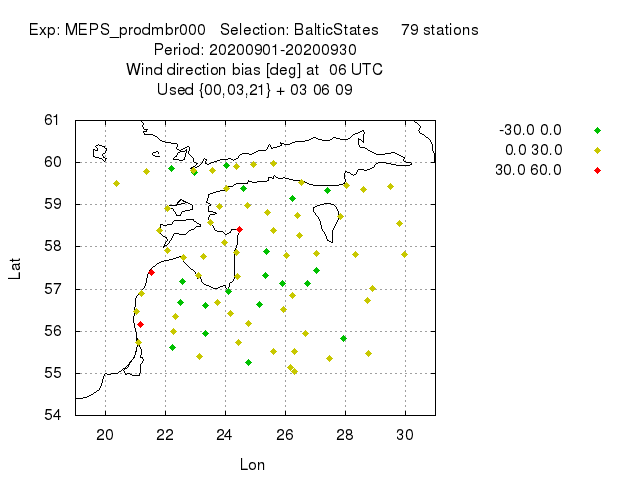 Exp: MEPS_prodmbr000 Selection: BalticStates 79 stations
Period: 20200901-20200930
Wind direction bias [deg] at 06 UTC
Used {00,03,21} + 03 06 09
-30.0 0.0
0.0 30.0
30.0 60.0
61
60
59
58
57
56
55
54
Lat
20 22 24 26 28 30
Lon